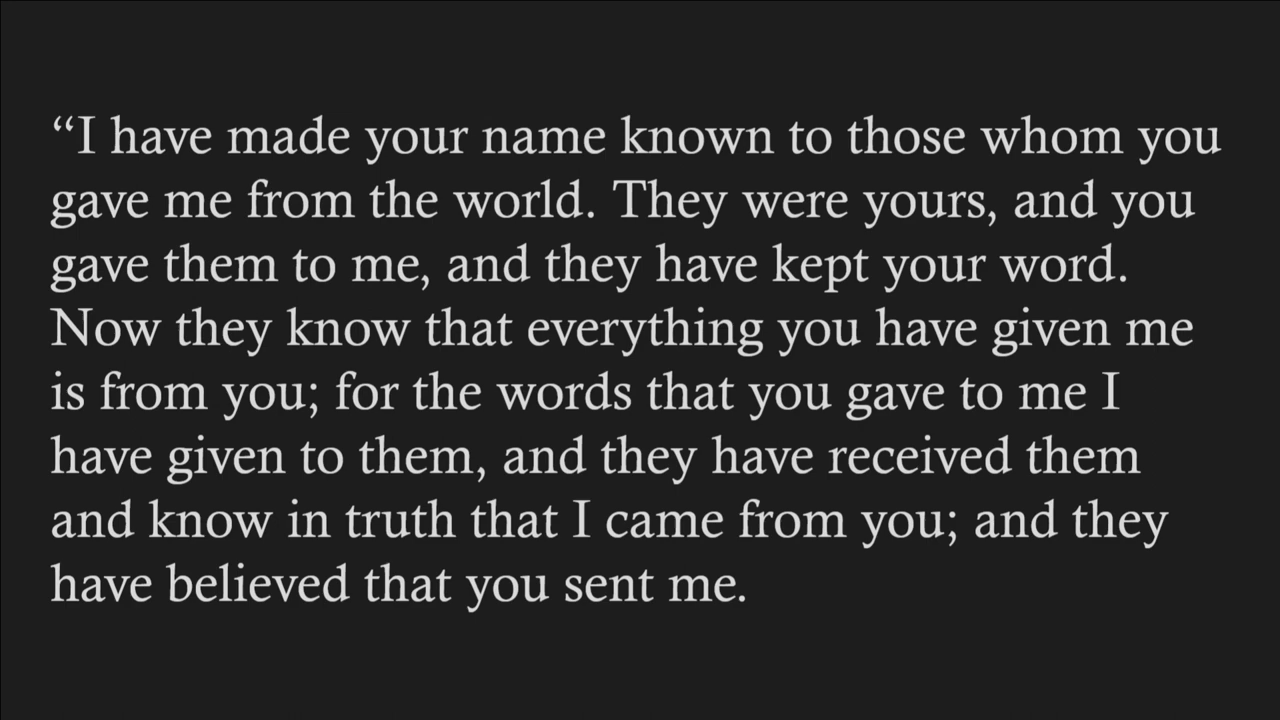 “I have made your name known to those whom you
gave me from the world. They were yours, and you
gave them to me, and they have kept your word.
Now they know that everything you have given me
is from you; for the words that you gave to me I
have given to them, and they have received them
and know in truth that I came from you; and they
have believed that you sent me.